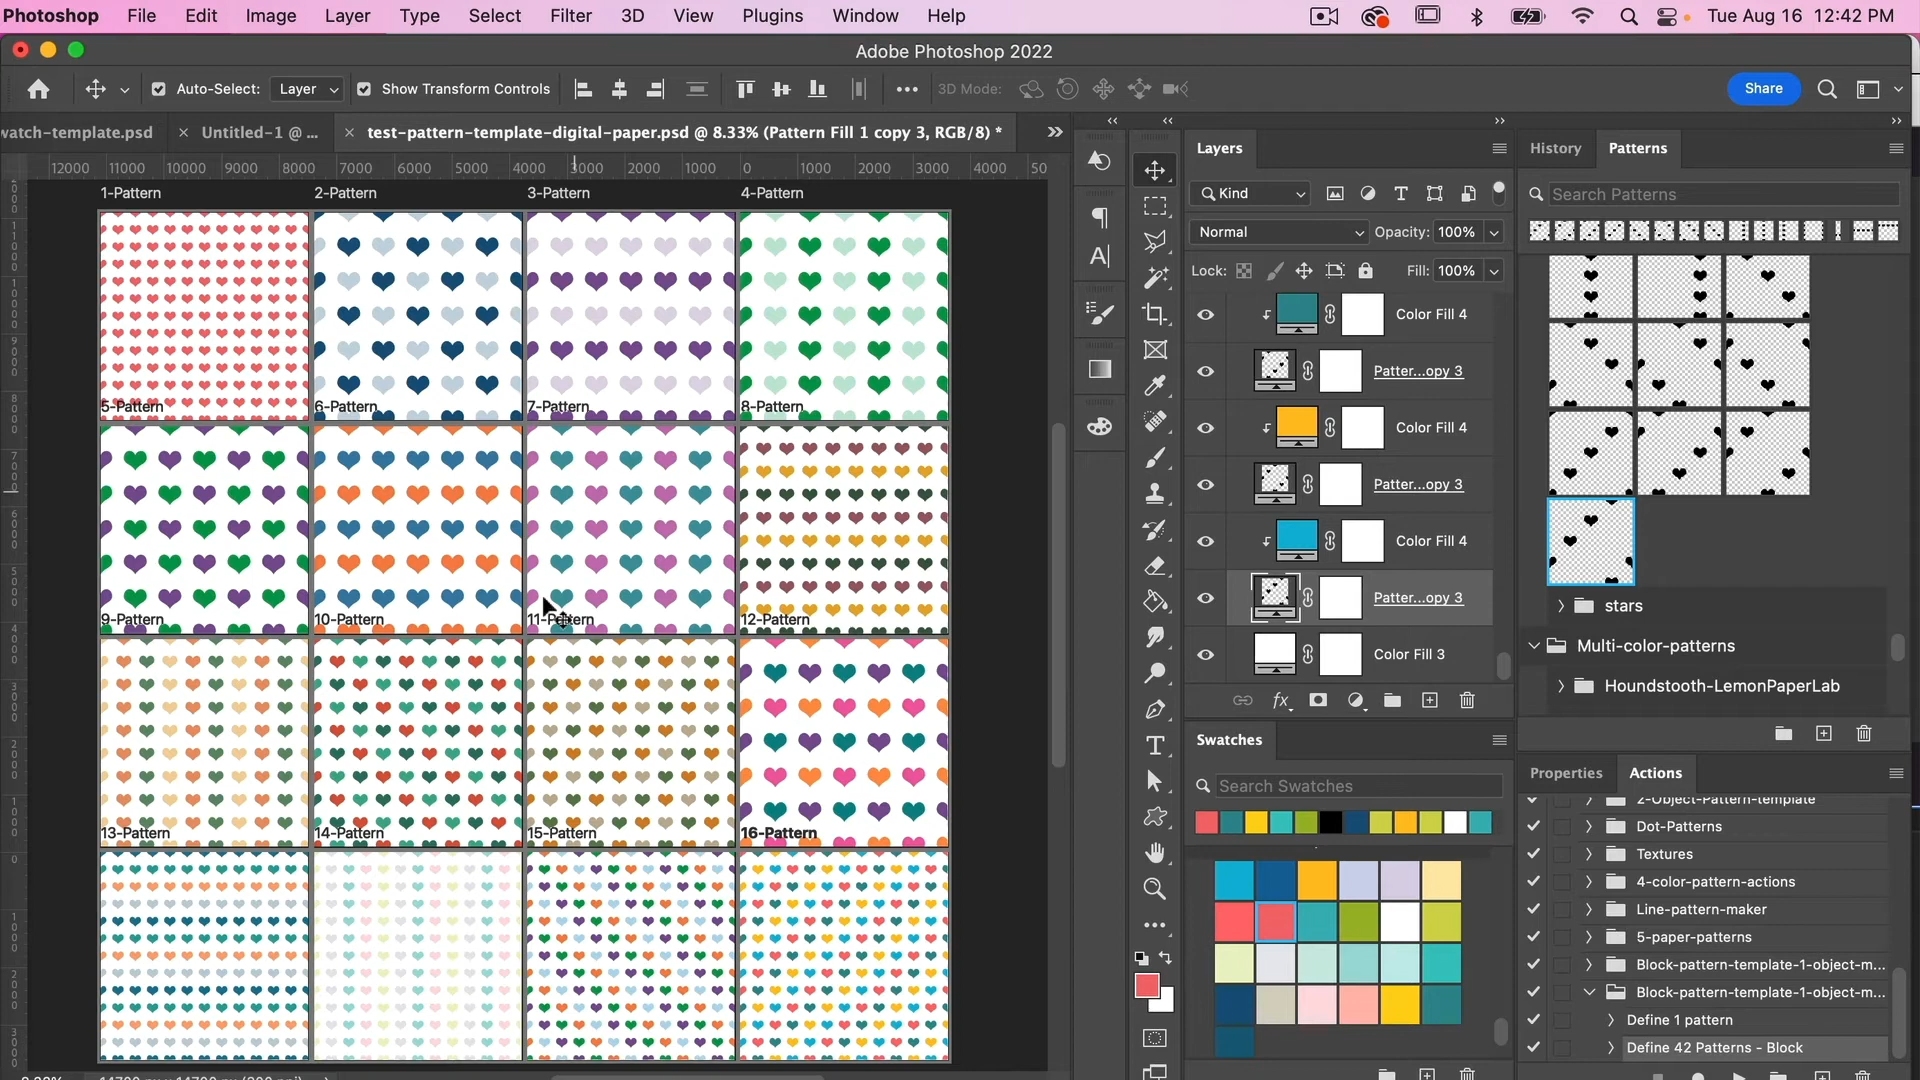 Photoshop File Edit Image Layer Type Select Filter 3D View Plugins Window Help Tue Aug 16 12:42 PM
Adobe Photoshop 2022
Auto-Select: Layer Show Transform Controls 3D Mode: Share
watch-template.psd Untitled-1 @ ... test-pattern-template-digital-paper.psd @ 8.33% (Pattern Fill 1 copy 3, RGB/8) *
12000 11000 10000 9000 8000 7000 6000 5000 4000 3000 2000 1000 0 1000 2000 3000 4000 50
1-Pattern 2-Pattern 3-Pattern 4-Pattern
5-Pattern 6-Pattern 7-Pattern 8-Pattern
9-Pattern 10-Pattern 11-Pattern 12-Pattern
13-Pattern 14-Pattern 15-Pattern 16-Pattern
Layers
Kind
Normal Opacity: 100%
Lock: Fill: 100%
Color Fill 4
Patter...opy 3
Color Fill 4
Patter...opy 3
Color Fill 4
Patter...opy 3
Color Fill 3
fx
Swatches
Search Swatches
History Patterns
Search Patterns
stars
Multi-color-patterns
Houndstooth-LemonPaperLab
Properties Actions
2-Object-Pattern-template
Dot-Patterns
Textures
4-color-pattern-actions
Line-pattern-maker
5-paper-patterns
Block-pattern-template-1-object-m...
Block-pattern-template-1-object-m...
Define 1 pattern
Define 42 Patterns - Block